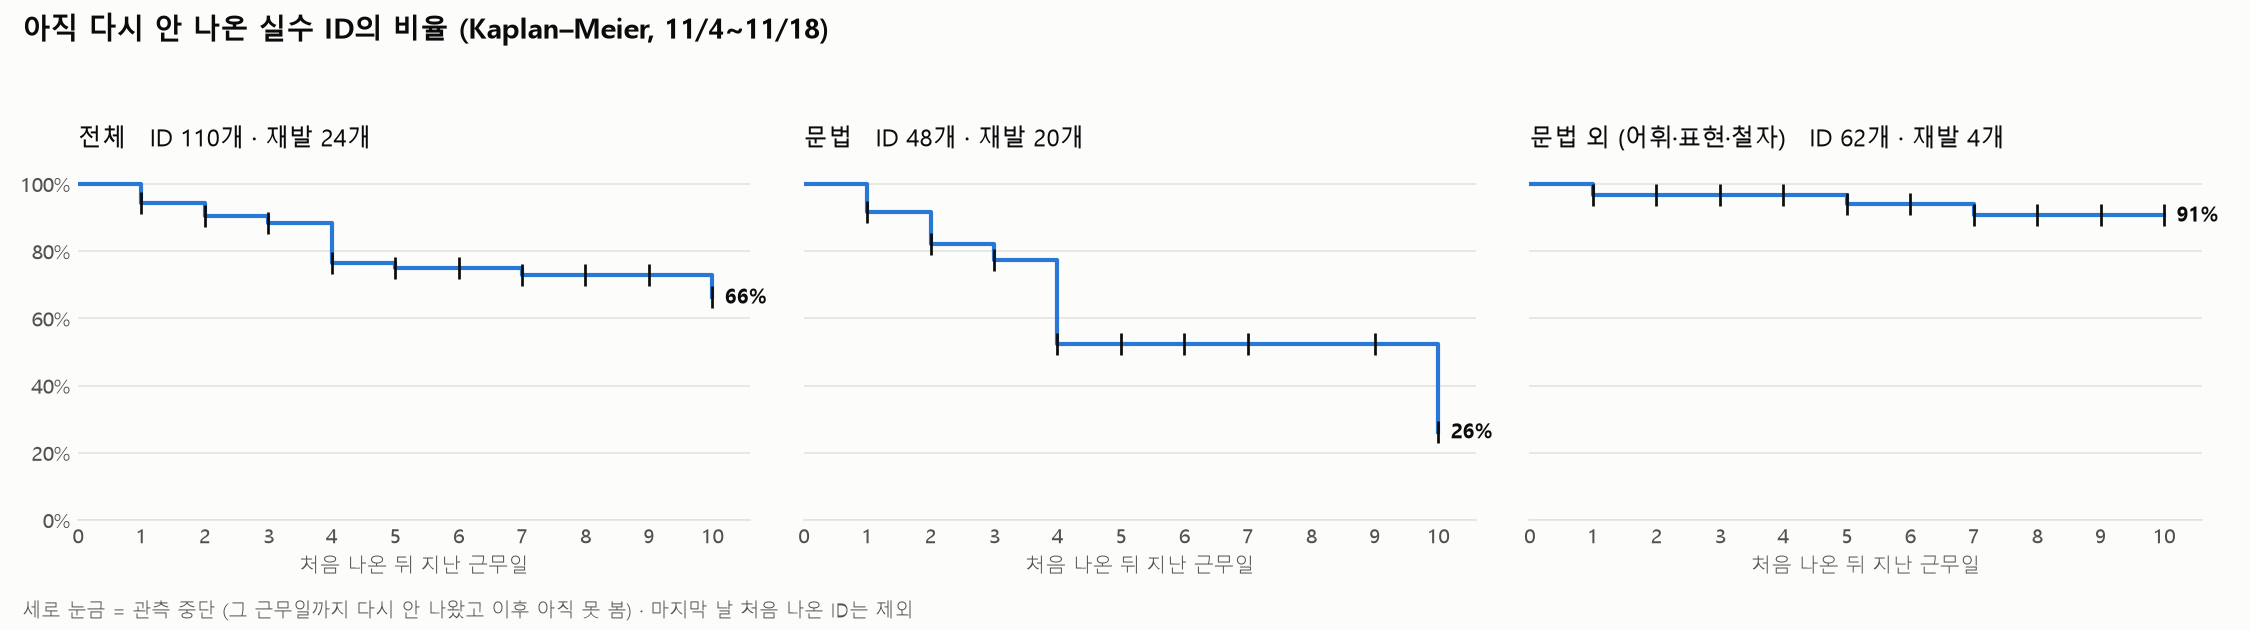 아직 다시 안 나온 실수 ID의 비율 (Kaplan–Meier, 11/4~11/18)
전체 ID 110개 · 재발 24개
100%
80%
60%
40%
20%
0%
66%
0 1 2 3 4 5 6 7 8 9 10
처음 나온 뒤 지난 근무일
문법 ID 48개 · 재발 20개
26%
0 1 2 3 4 5 6 7 8 9 10
처음 나온 뒤 지난 근무일
문법 외 (어휘·표현·철자) ID 62개 · 재발 4개
91%
0 1 2 3 4 5 6 7 8 9 10
처음 나온 뒤 지난 근무일
세로 눈금 = 관측 중단 (그 근무일까지 다시 안 나왔고 이후 아직 못 봄) · 마지막 날 처음 나온 ID는 제외